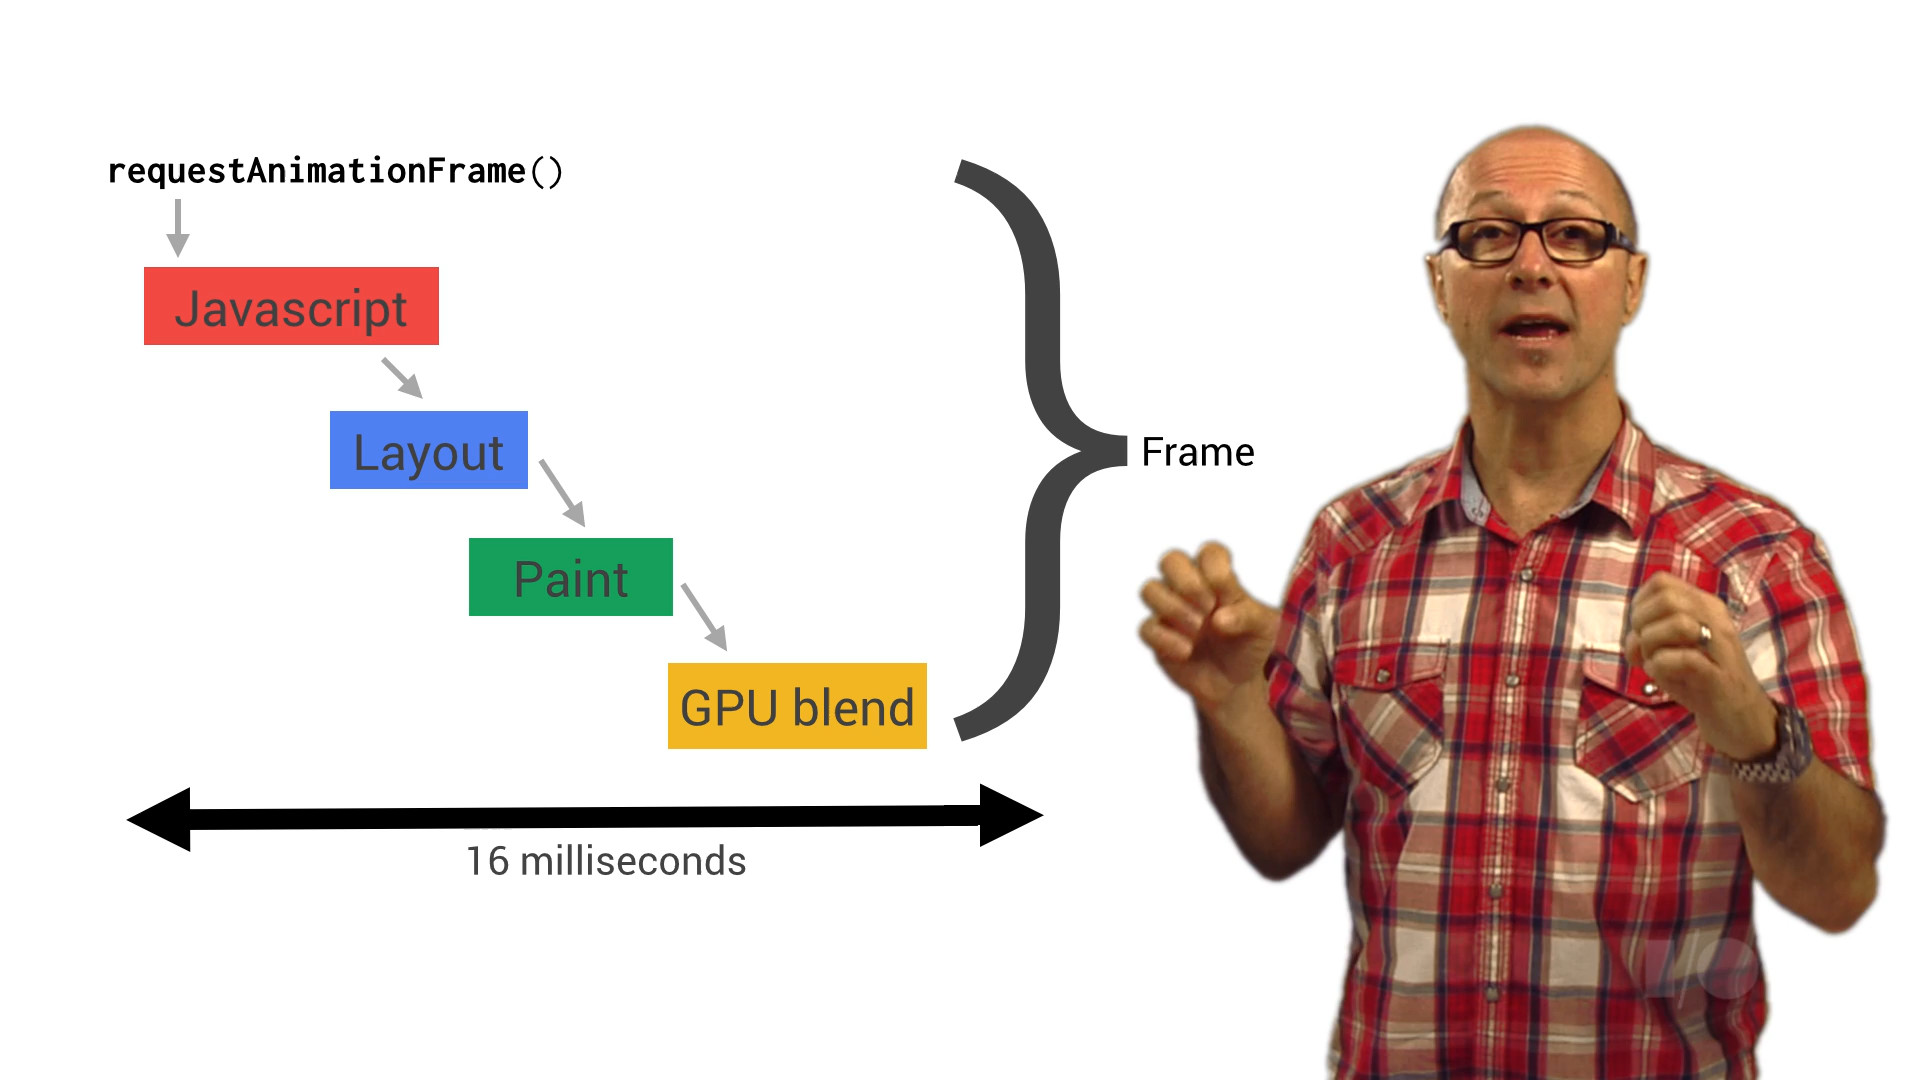 requestAnimationFrame()
Javascript
Layout
Paint
GPU blend
Frame
16 milliseconds
I/O